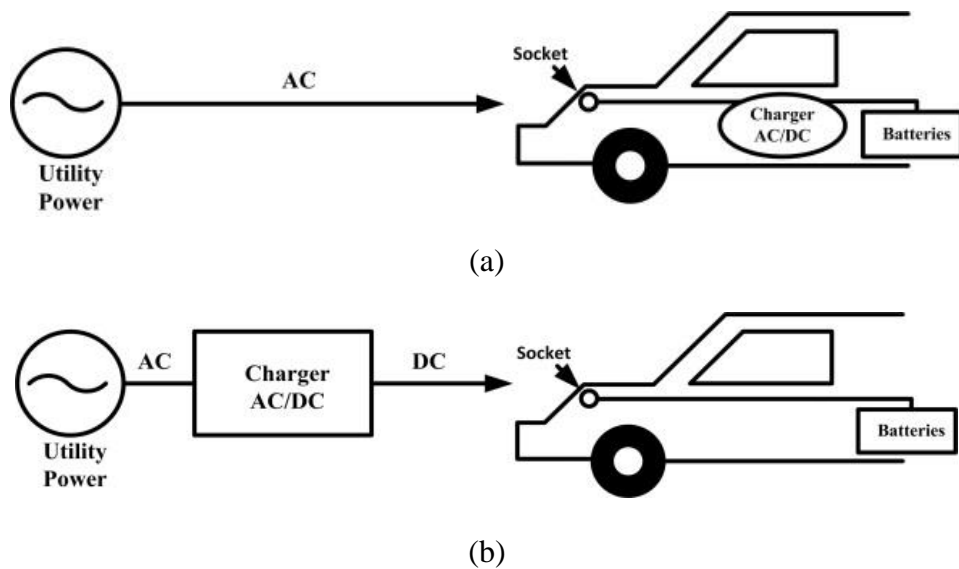 Socket
AC
Charger
AC/DC
Batteries
Utility
Power
(a)
AC
Charger
AC/DC
DC
Socket
Batteries
Utility
Power
(b)